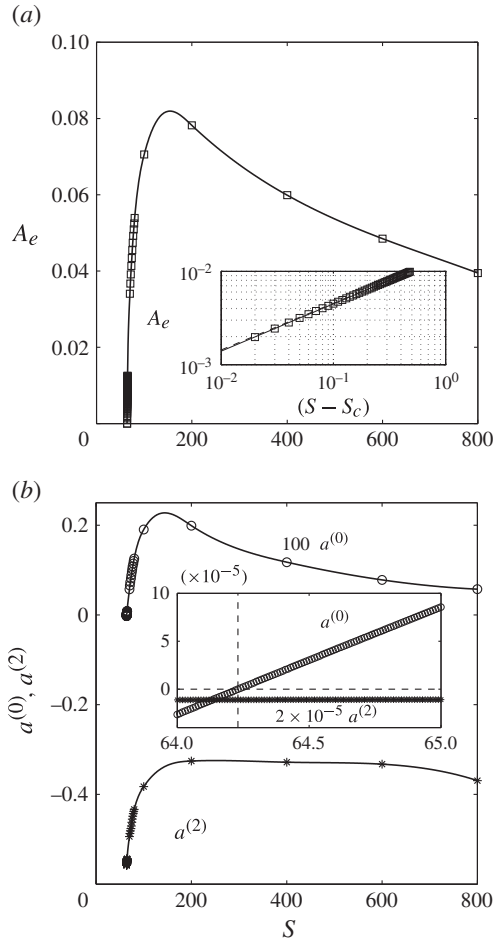 (a)
0.10
0.08
0.06
A_e
0.04
0.02
0
200
400
600
800
A_e
10^{-2}
10^{-3}
10^{-2}
10^{-1}
10^0
(S − S_c)
(b)
0.2
0
−0.2
−0.4
a^{(0)}, a^{(2)}
100 a^{(0)}
(×10^{-5})
10
5
0
a^{(0)}
2 × 10^{-5} a^{(2)}
64.0
64.5
65.0
a^{(2)}
0
200
400
600
800
S